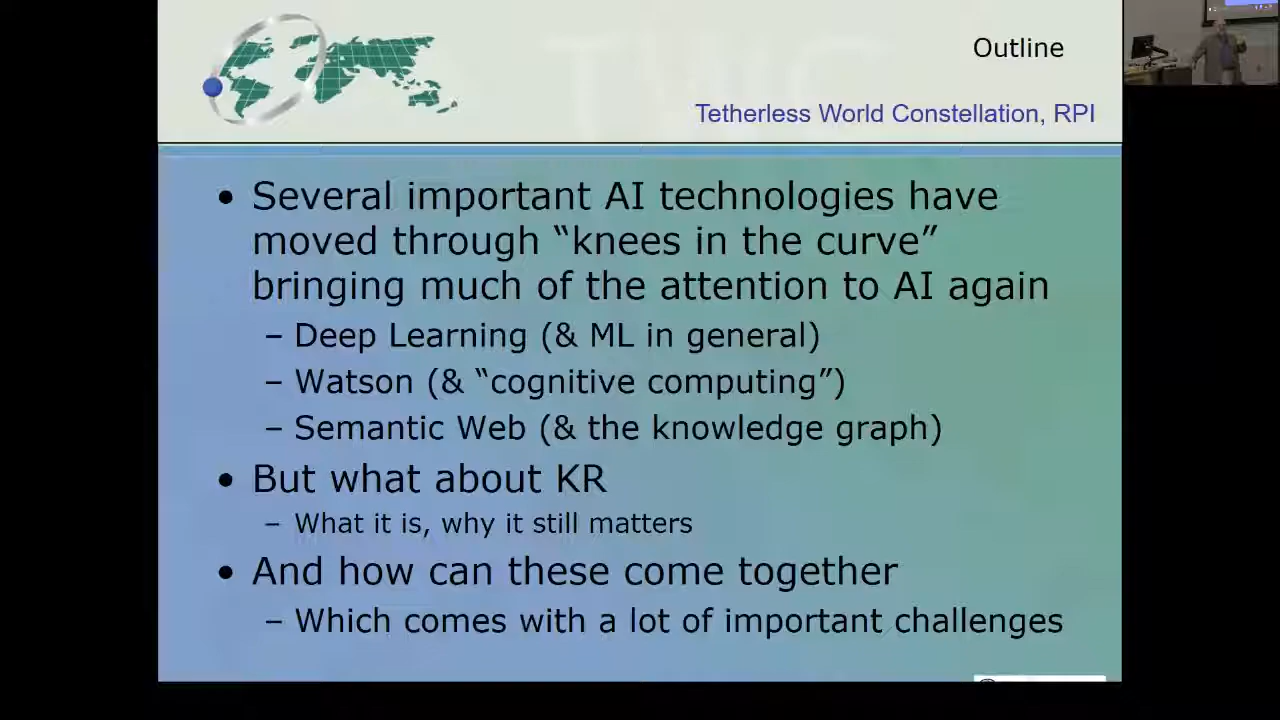 Outline
Tetherless World Constellation, RPI
• Several important AI technologies have
moved through “knees in the curve”
bringing much of the attention to AI again
– Deep Learning (& ML in general)
– Watson (& “cognitive computing”)
– Semantic Web (& the knowledge graph)
• But what about KR
– What it is, why it still matters
• And how can these come together
– Which comes with a lot of important challenges